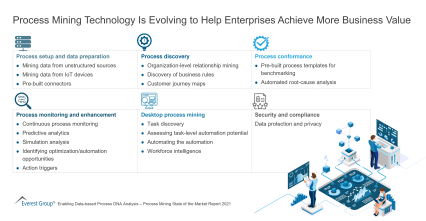 Process Mining Technology Is Evolving to Help Enterprises Achieve More Business Value
Process setup and data preparation
• Mining data from unstructured sources
• Mining data from IoT devices
• Pre-built connectors
Process discovery
• Organization-level relationship mining
• Discovery of business rules
• Customer journey maps
Process conformance
• Pre-built process templates for
benchmarking
• Automated root-cause analysis
Process monitoring and enhancement
• Continuous process monitoring
• Predictive analytics
• Simulation analysis
• Identifying optimization/automation
opportunities
• Action triggers
Desktop process mining
• Task discovery
• Assessing task-level automation potential
• Automating the automation
• Workforce intelligence
Security and compliance
Data protection and privacy
Everest Group® Enabling Data-based Process DNA Analysis – Process Mining State of the Market Report 2021